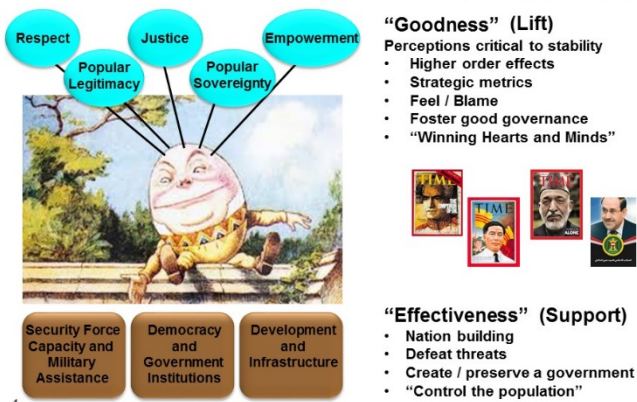 Respect
Justice
Empowerment
Popular
Legitimacy
Popular
Sovereignty
Security Force
Capacity and
Military
Assistance
Democracy
and
Government
Institutions
Development
and
Infrastructure
“Goodness” (Lift)
Perceptions critical to stability
• Higher order effects
• Strategic metrics
• Feel / Blame
• Foster good governance
• “Winning Hearts and Minds”
TIME
TIME
TIME
ALONE
“Effectiveness” (Support)
• Nation building
• Defeat threats
• Create / preserve a government
• “Control the population”